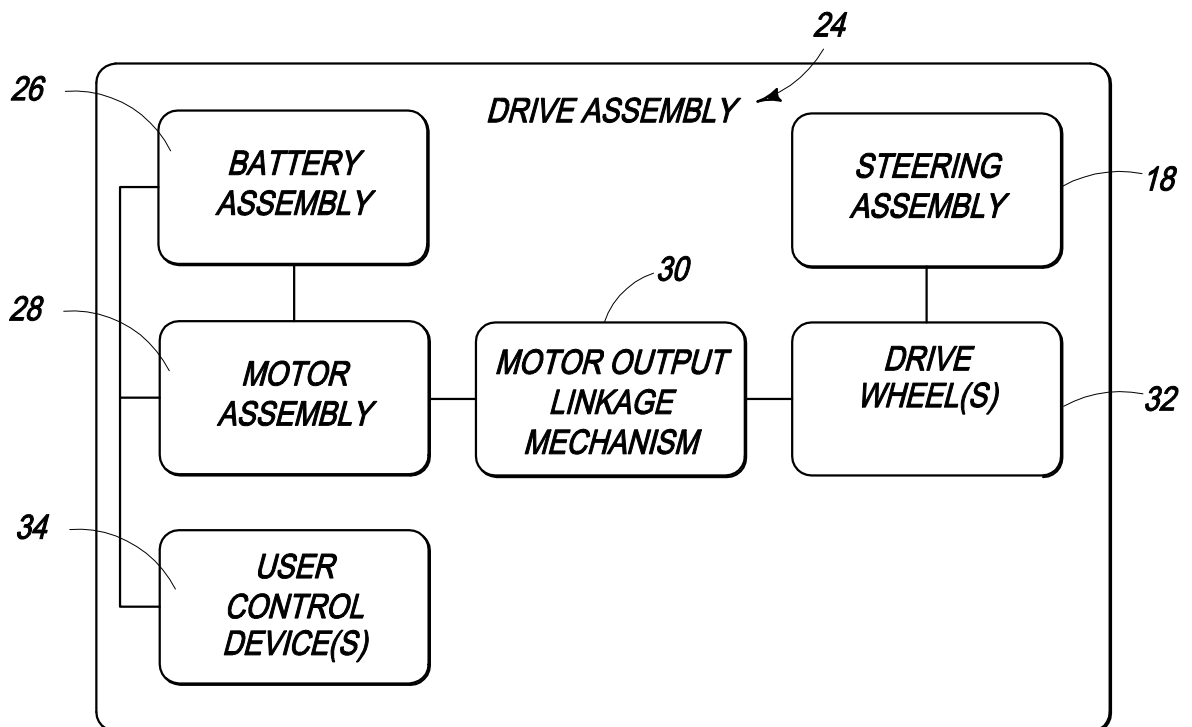 24
26
DRIVE ASSEMBLY
BATTERY
ASSEMBLY
STEERING
ASSEMBLY
18
30
28
MOTOR
ASSEMBLY
MOTOR OUTPUT
LINKAGE
MECHANISM
DRIVE
WHEEL(S)
32
34
USER
CONTROL
DEVICE(S)